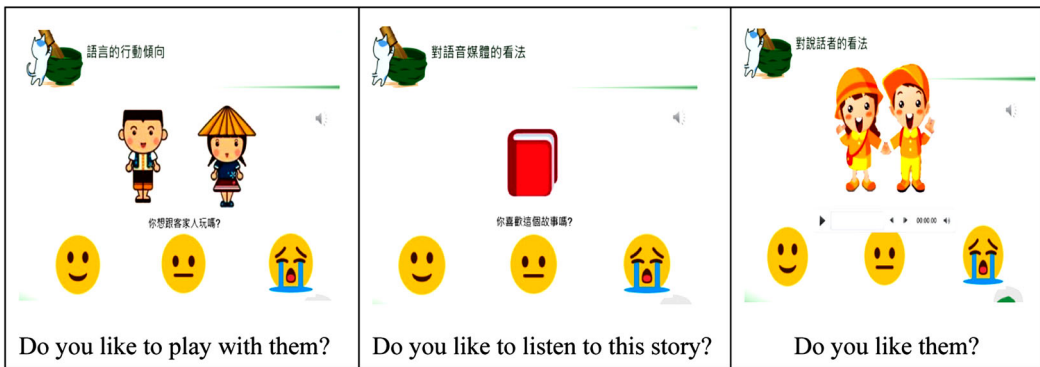 語言的行動傾向
你想跟客家人玩嗎?
Do you like to play with them?
對語音媒體的看法
你喜歡這個故事嗎?
Do you like to listen to this story?
對說話者的看法
00:00.00
Do you like them?